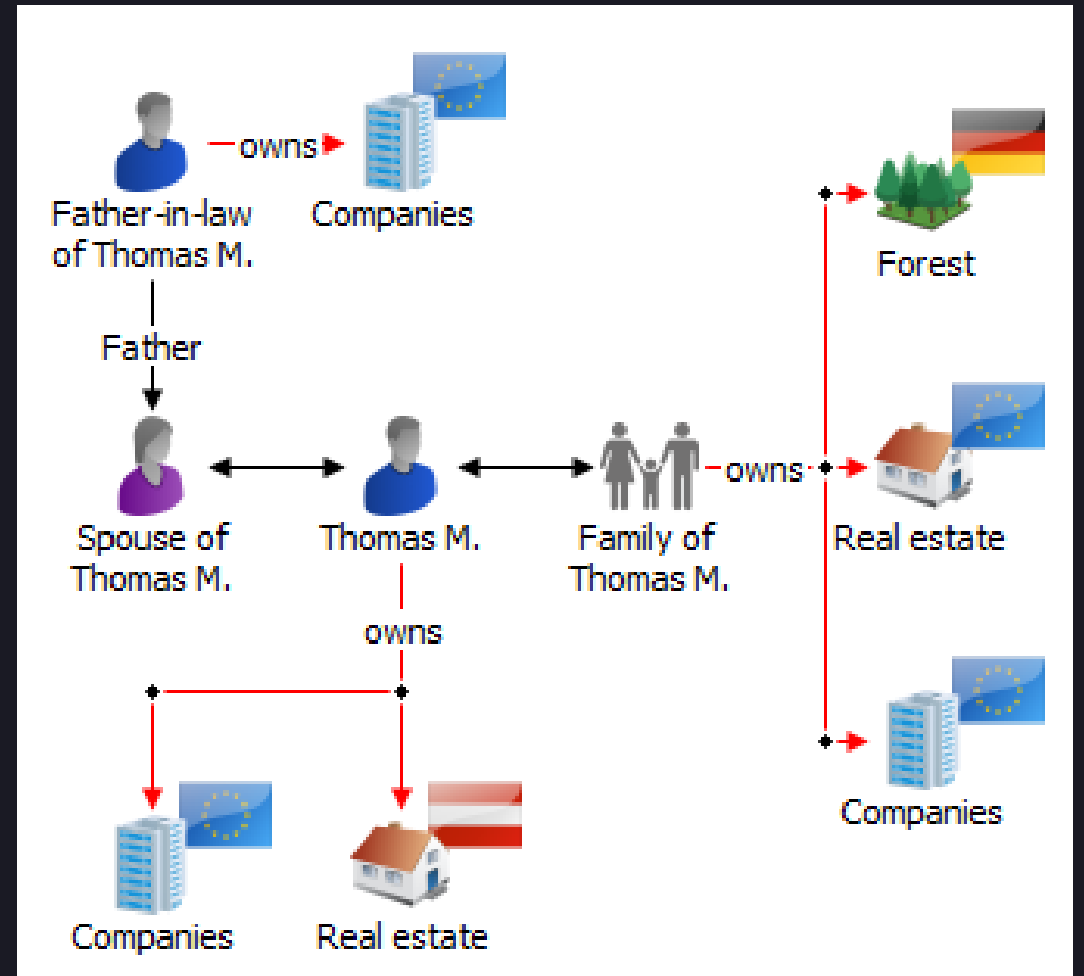 owns
Father-in-law
of Thomas M.
Companies
Forest
Father
owns
Spouse of
Thomas M.
Thomas M.
Family of
Thomas M.
Real estate
owns
Companies
Companies
Real estate